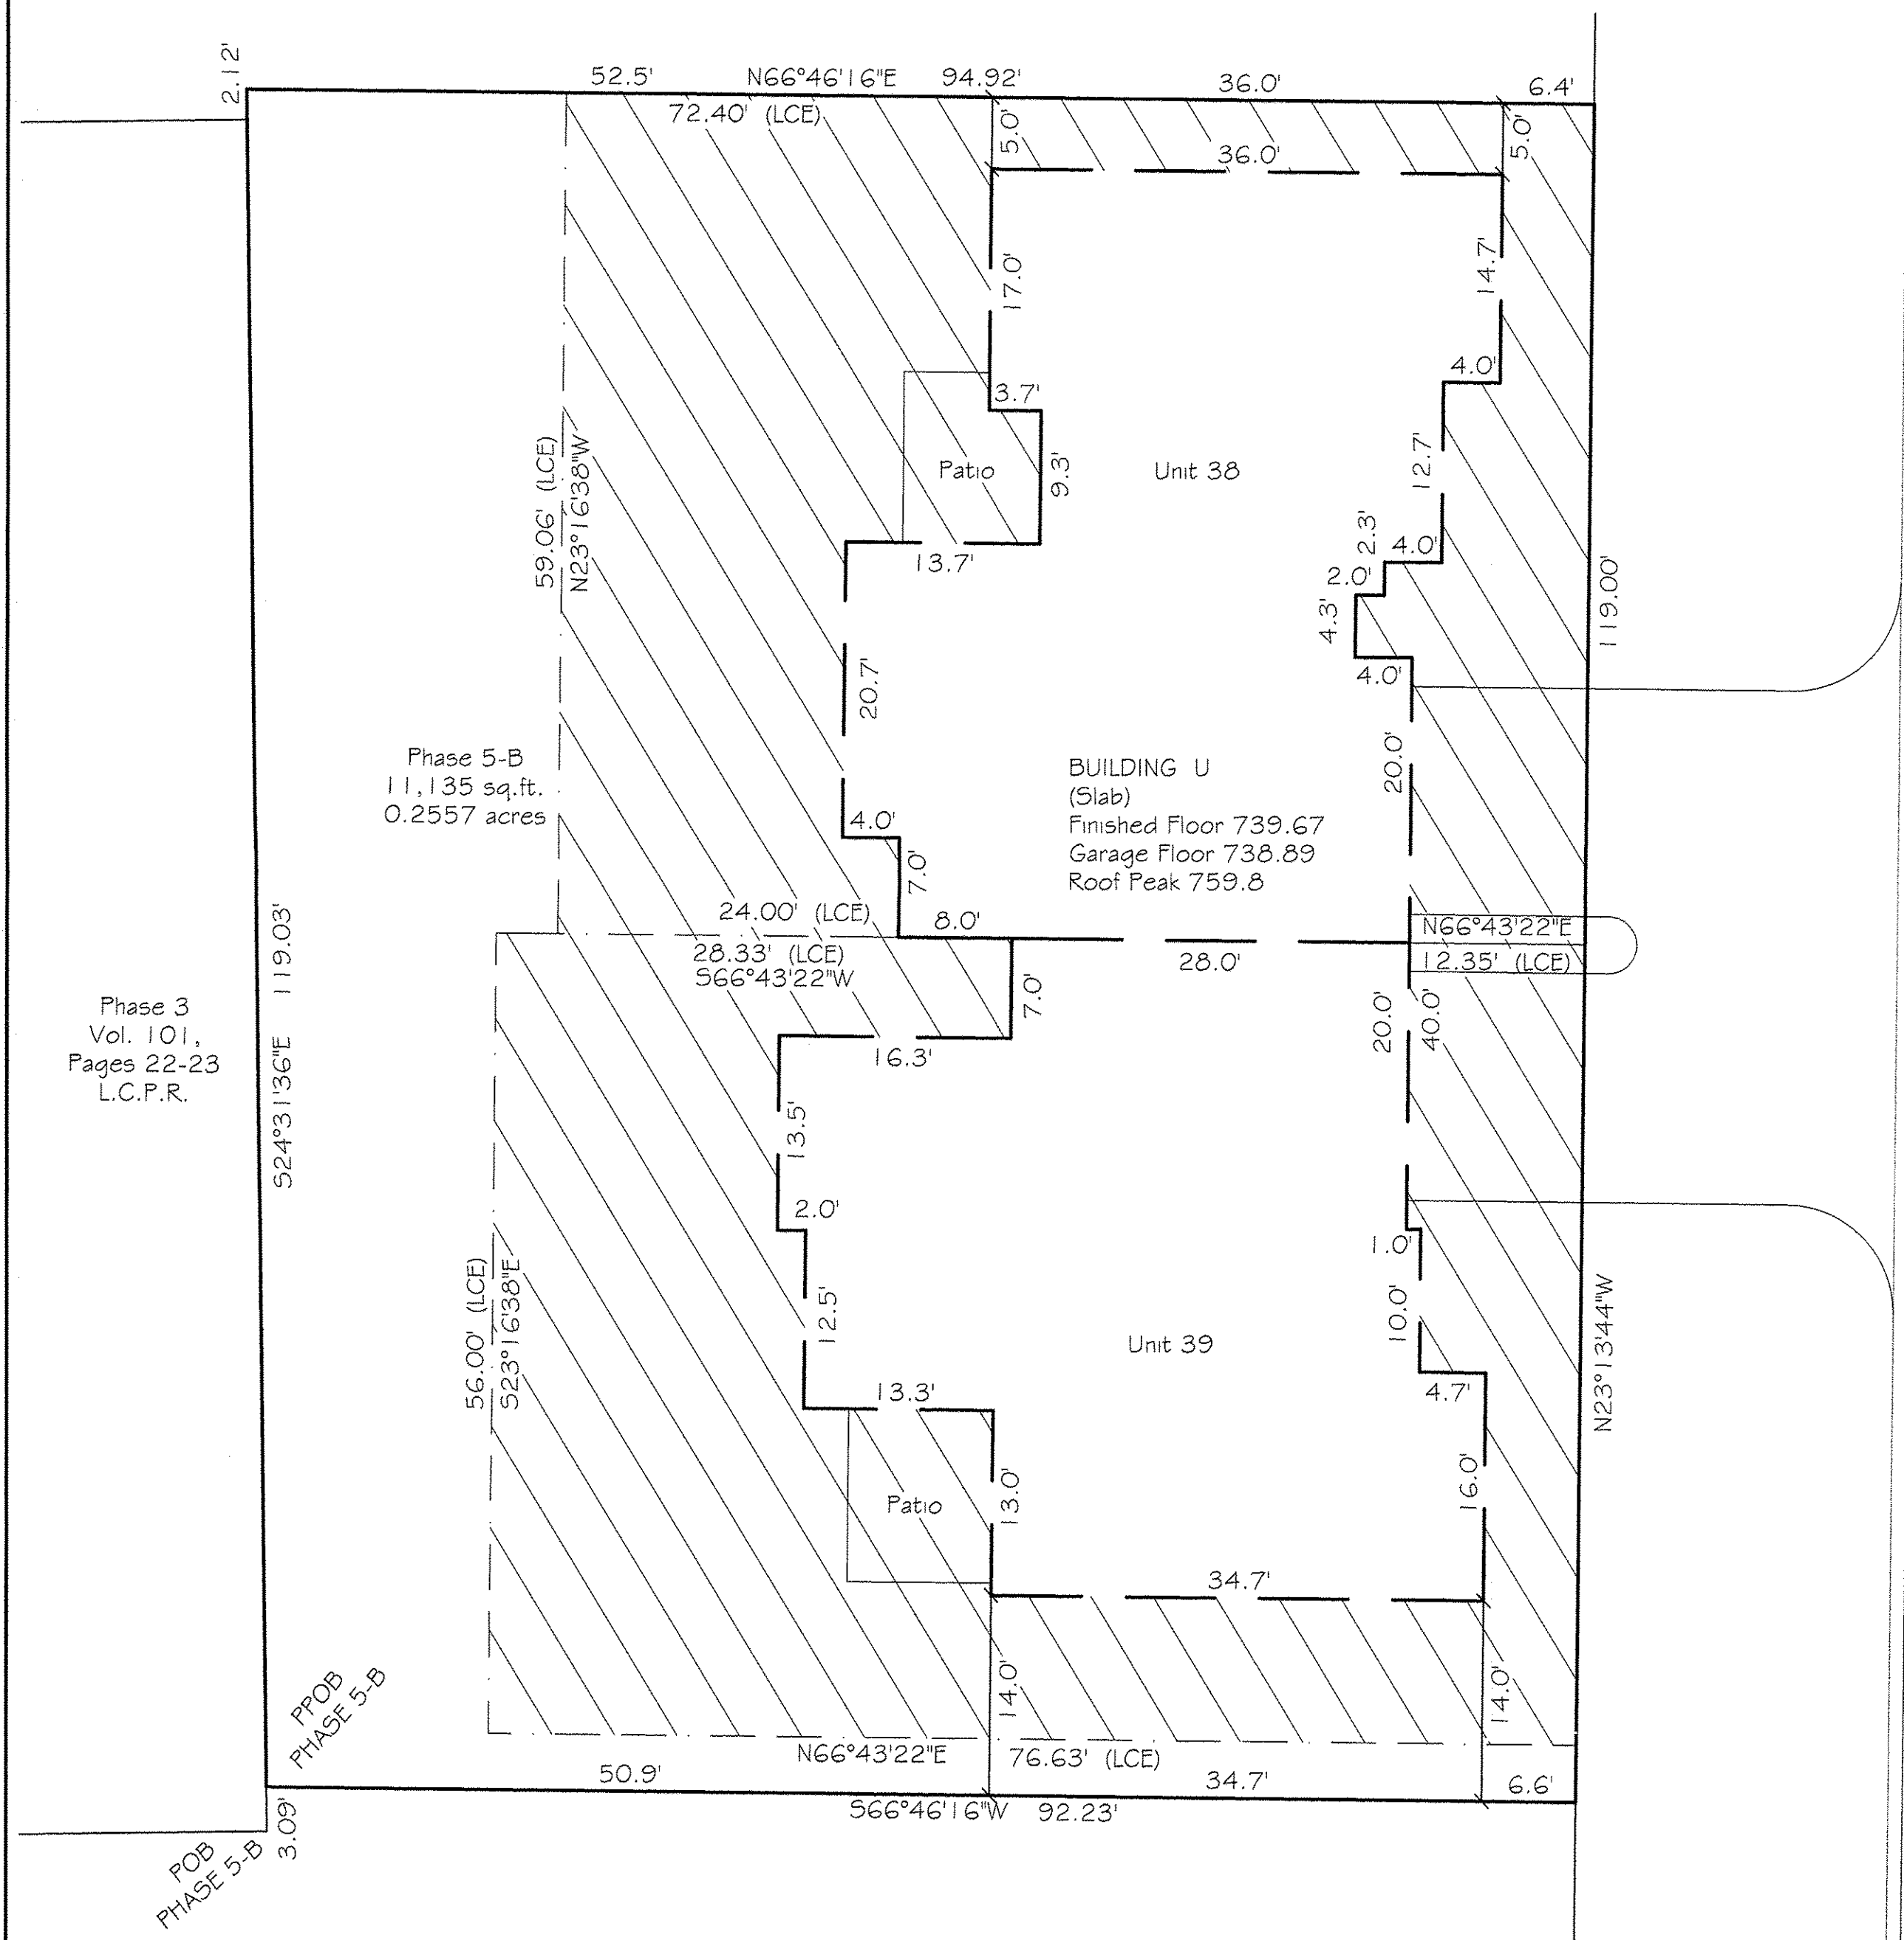 2.12'
52.5'
N66°46'16"E 94.92'
36.0'
6.4'
72.40' (LCE)
5.0'
36.0'
5.0'
17.0'
14.7'
3.7'
4.0'
59.06' (LCE)
N23°16'38"W
Patio
9.3'
Unit 38
12.7'
13.7'
2.3'
4.0'
2.0'
4.3'
4.0'
119.00'
20.7'
Phase 5-B
11,135 sq.ft.
0.2557 acres
BUILDING U
(Slab)
Finished Floor 739.67
Garage Floor 738.89
Roof Peak 759.8
20.0'
4.0'
7.0'
24.00' (LCE)
8.0'
28.33' (LCE)
S66°43'22"W
28.0'
N66°43'22"E
12.35' (LCE)
Phase 3
Vol. 101,
Pages 22-23
L.C.P.R.
S24°31'36"E 119.03'
7.0'
20.0'
40.0'
16.3'
13.5'
2.0'
1.0'
56.00' (LCE)
S23°16'38"E
12.5'
10.0'
Unit 39
N23°13'44"W
13.3'
4.7'
Patio
13.0'
16.0'
34.7'
14.0'
14.0'
PPOB
PHASE 5-B
N66°43'22"E
76.63' (LCE)
50.9'
34.7'
6.6'
S66°46'16"W 92.23'
3.09'
POB
PHASE 5-B